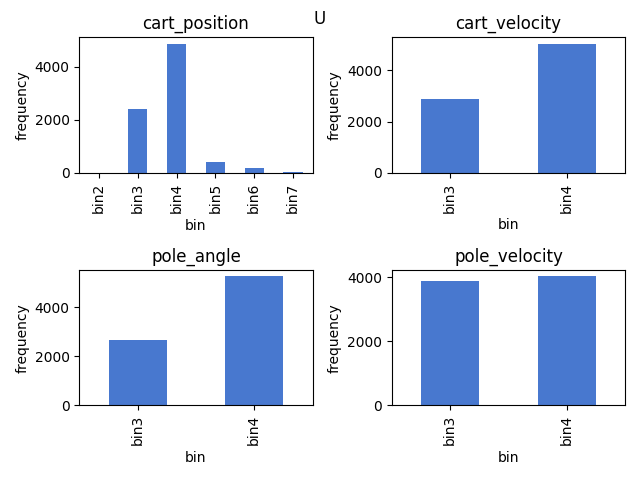 U
cart_position
frequency
4000
2000
0
bin2
bin3
bin4
bin5
bin6
bin7
bin
cart_velocity
frequency
4000
2000
0
bin3
bin4
bin
pole_angle
frequency
4000
2000
0
bin3
bin4
bin
pole_velocity
frequency
4000
2000
0
bin3
bin4
bin